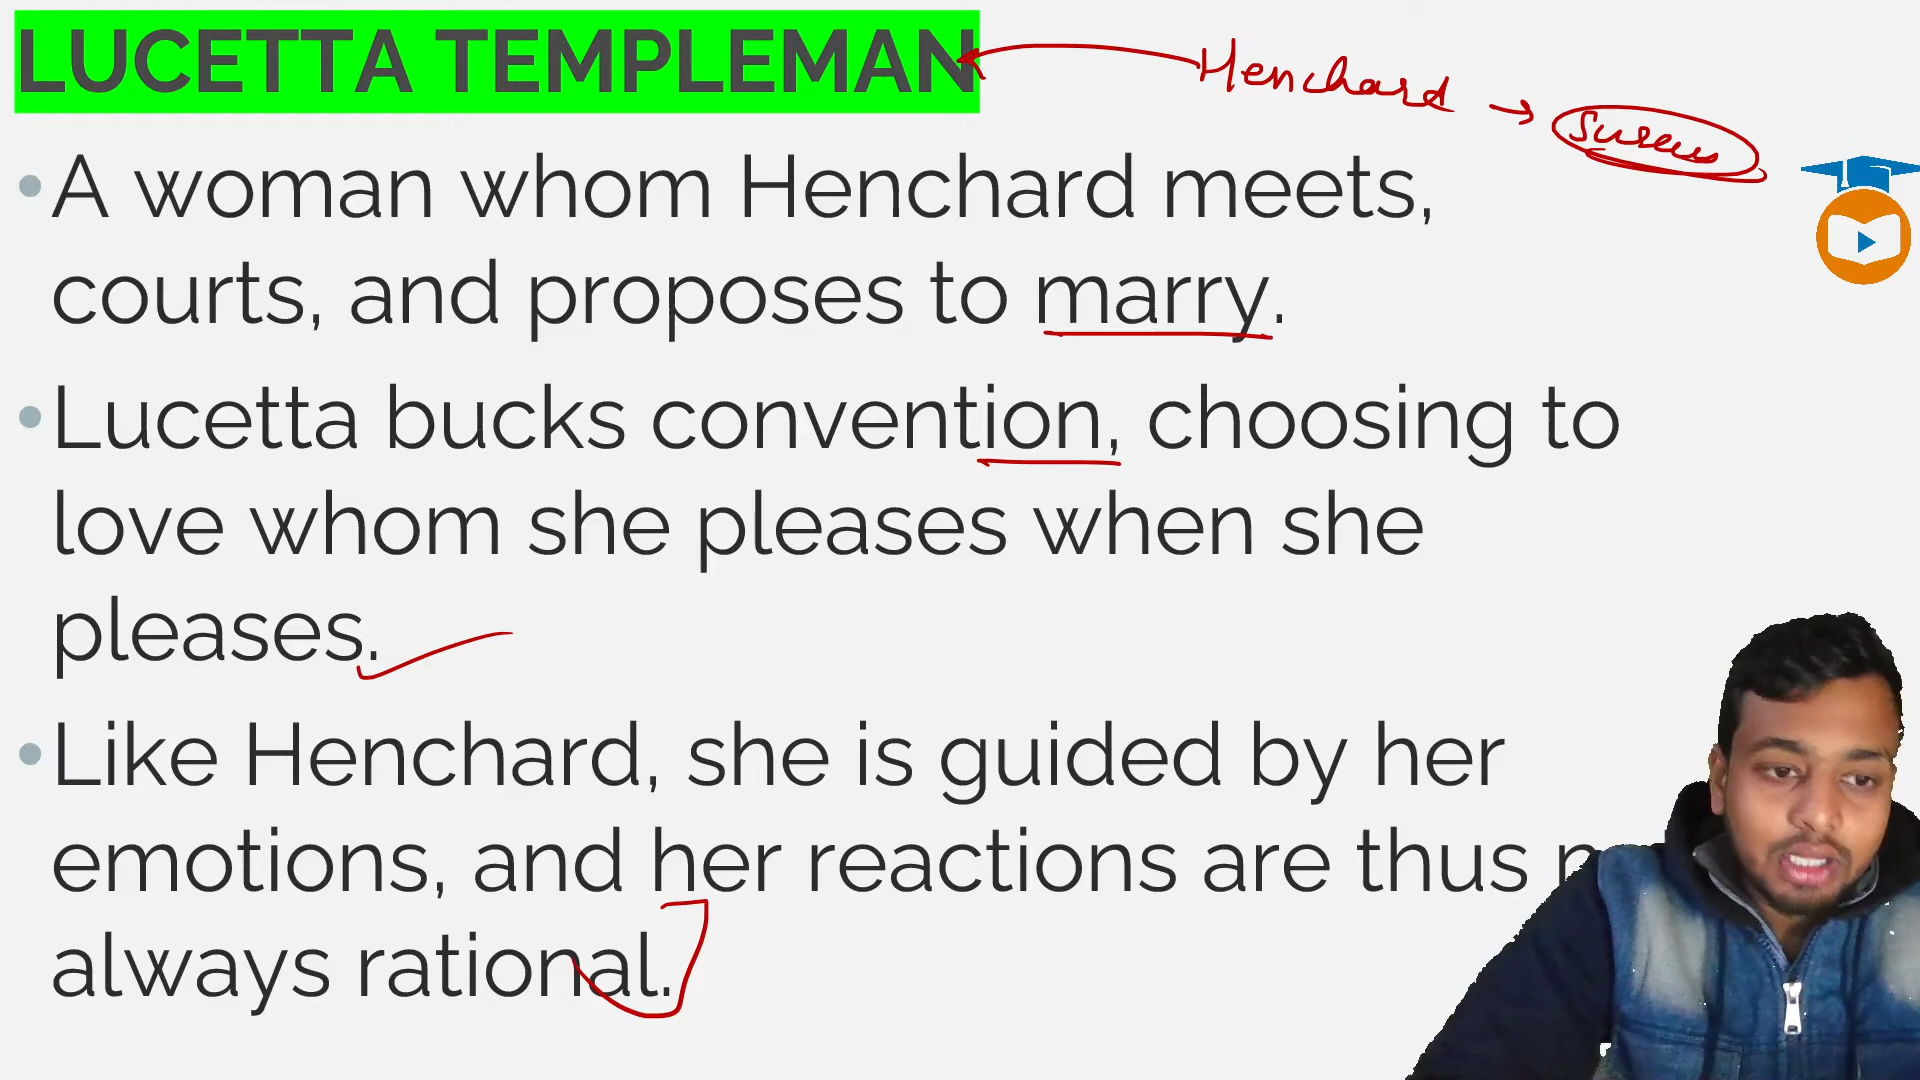 LUCETTA TEMPLEMAN
Henchard
•A woman whom Henchard meets,
courts, and proposes to marry.
•Lucetta bucks convention, choosing to
love whom she pleases when she
pleases.
•Like Henchard, she is guided by her
emotions, and her reactions are thus
always rational.